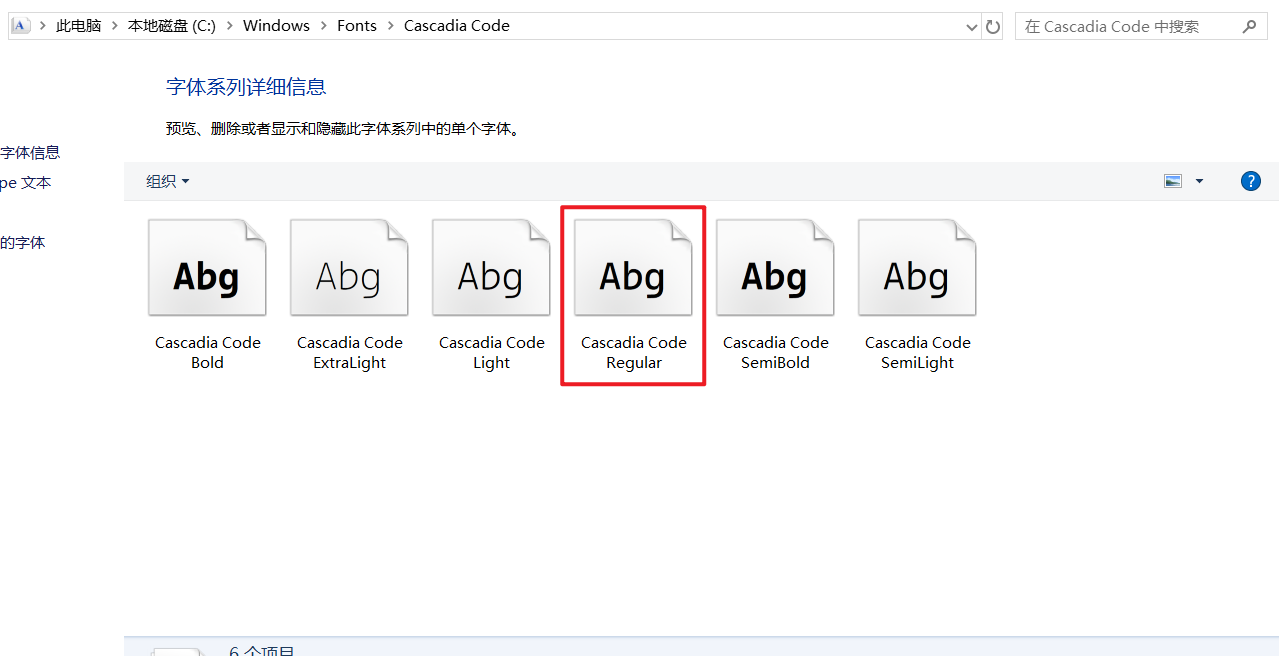 此电脑 > 本地磁盘 (C:) > Windows > Fonts > Cascadia Code
在 Cascadia Code 中搜索
字体系列详细信息
预览、删除或者显示和隐藏此字体系列中的单个字体。
字体信息
pe 文本
的字体
组织
Abg
Cascadia Code
Bold
Abg
Cascadia Code
ExtraLight
Abg
Cascadia Code
Light
Abg
Cascadia Code
Regular
Abg
Cascadia Code
SemiBold
Abg
Cascadia Code
SemiLight
6 个项目